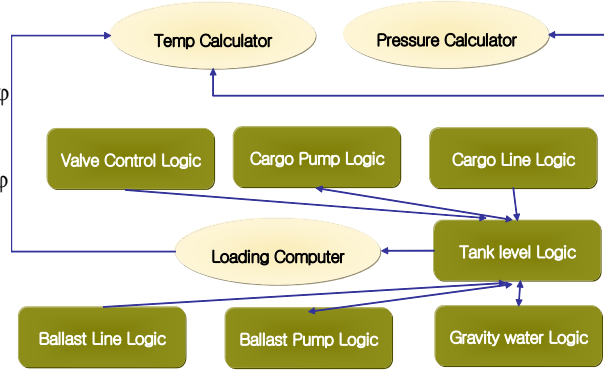 Temp Calculator
Pressure Calculator
φ
Valve Control Logic
Cargo Pump Logic
Cargo Line Logic
φ
Loading Computer
Tank level Logic
Ballast Line Logic
Ballast Pump Logic
Gravity water Logic